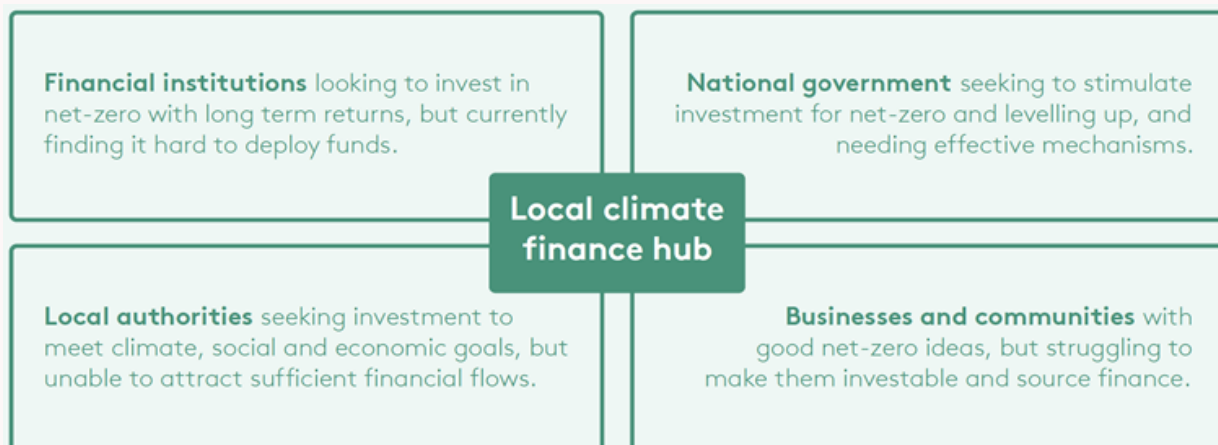 Financial institutions looking to invest in
net-zero with long term returns, but currently
finding it hard to deploy funds.
National government seeking to stimulate
investment for net-zero and levelling up, and
needing effective mechanisms.
Local climate
finance hub
Local authorities seeking investment to
meet climate, social and economic goals, but
unable to attract sufficient financial flows.
Businesses and communities with
good net-zero ideas, but struggling to
make them investable and source finance.